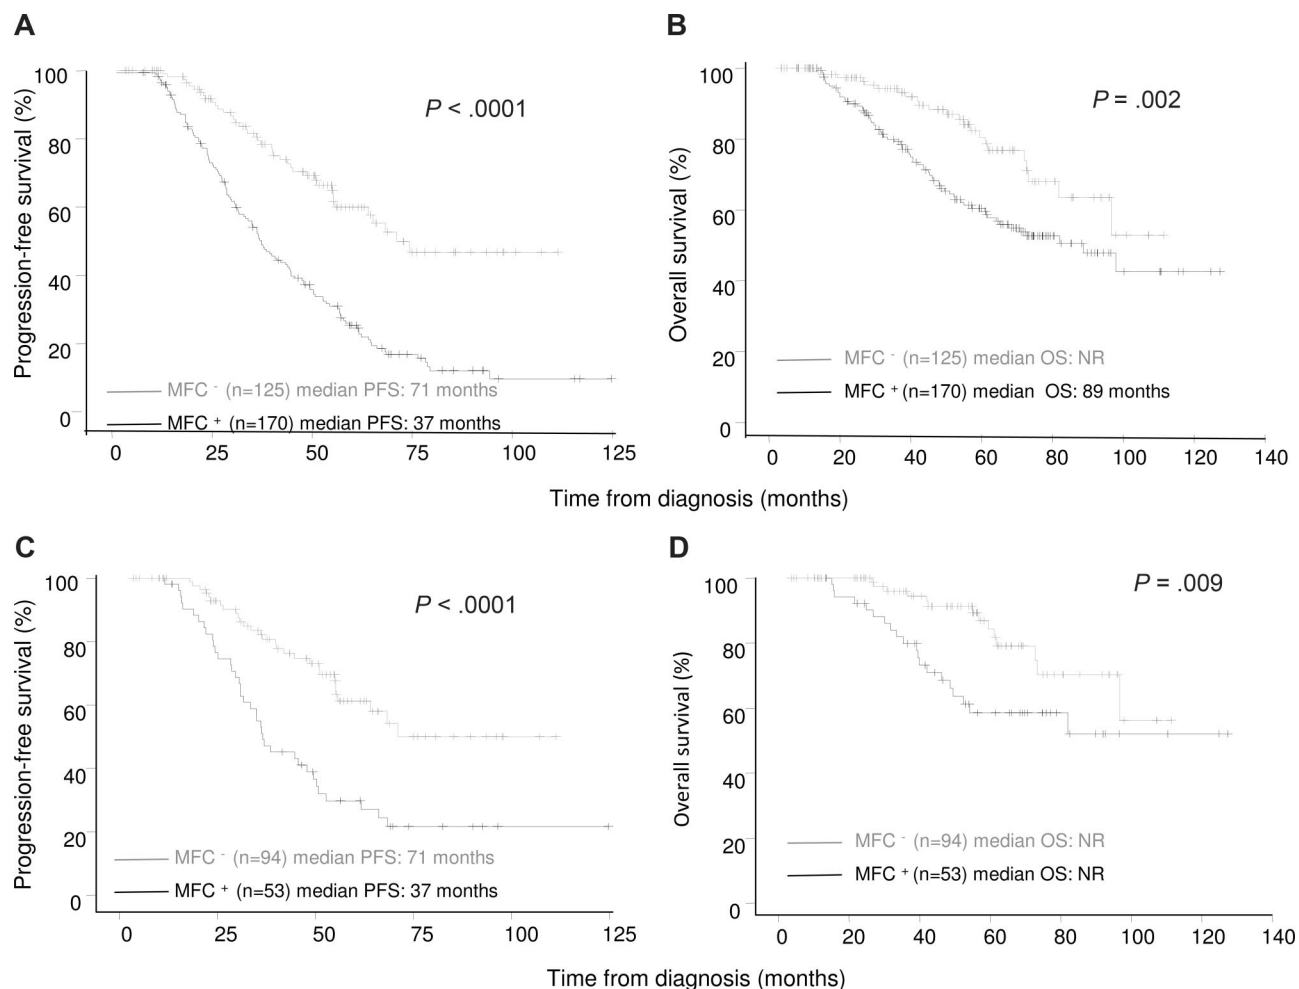 A
B
100
80
60
40
20
0
Progression-free survival (%)
P < .0001
MFC - (n=125) median PFS: 71 months
MFC + (n=170) median PFS: 37 months
0 25 50 75 100 125
100
80
60
40
20
0
Overall survival (%)
P = .002
MFC - (n=125) median OS: NR
MFC + (n=170) median OS: 89 months
0 20 40 60 80 100 120 140
Time from diagnosis (months)
C
D
100
80
60
40
20
0
Progression-free survival (%)
P < .0001
MFC - (n=94) median PFS: 71 months
MFC + (n=53) median PFS: 37 months
0 25 50 75 100 125
100
80
60
40
20
0
Overall survival (%)
P = .009
MFC - (n=94) median OS: NR
MFC + (n=53) median OS: NR
0 20 40 60 80 100 120 140
Time from diagnosis (months)